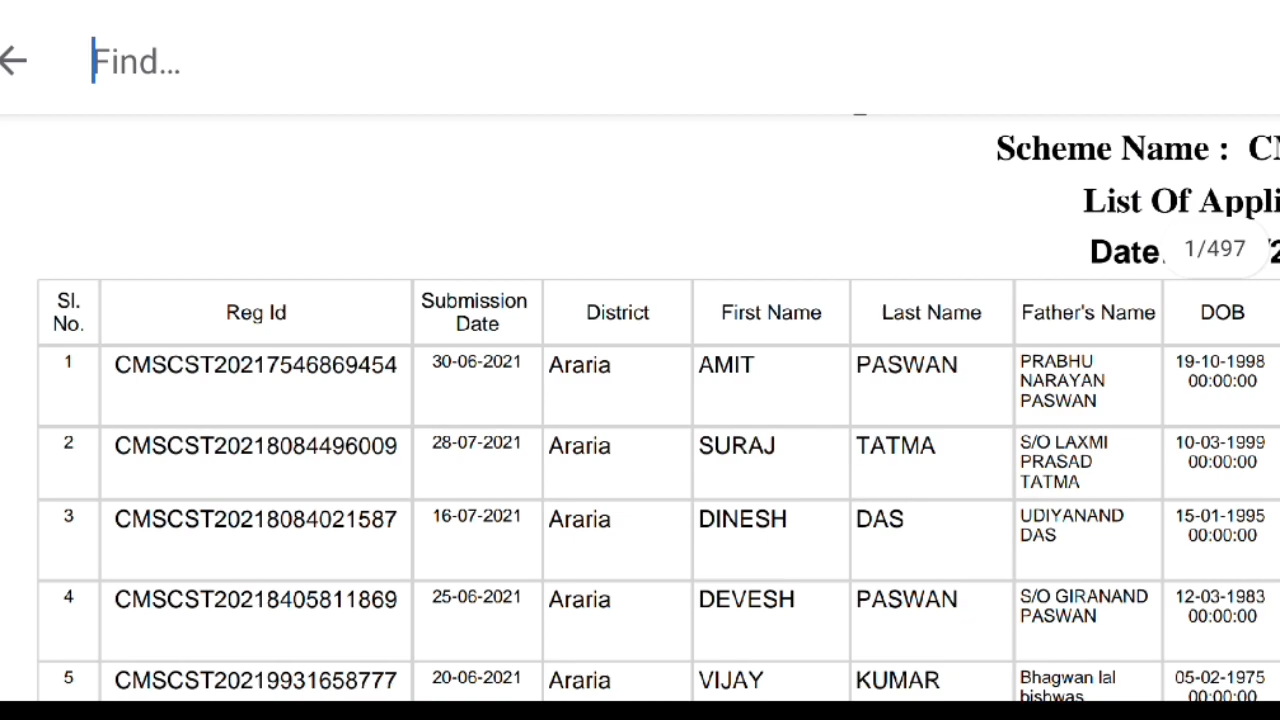 Find...
Scheme Name :
List Of
Date
1/497
Sl. No. Reg Id Submission Date District First Name Last Name Father's Name DOB
1 CMSCST20217546869454 30-06-2021 Araria AMIT PASWAN PRABHU NARAYAN PASWAN 19-10-1998 00:00:00
2 CMSCST20218084496009 28-07-2021 Araria SURAJ TATMA S/O LAXMI PRASAD TATMA 10-03-1999 00:00:00
3 CMSCST20218084021587 16-07-2021 Araria DINESH DAS UDIYANAND DAS 15-01-1995 00:00:00
4 CMSCST20218405811869 25-06-2021 Araria DEVESH PASWAN S/O GIRANAND PASWAN 12-03-1983 00:00:00
5 CMSCST20219931658777 20-06-2021 Araria VIJAY KUMAR Bhagwan lal bishwas 05-02-1975 00:00:00